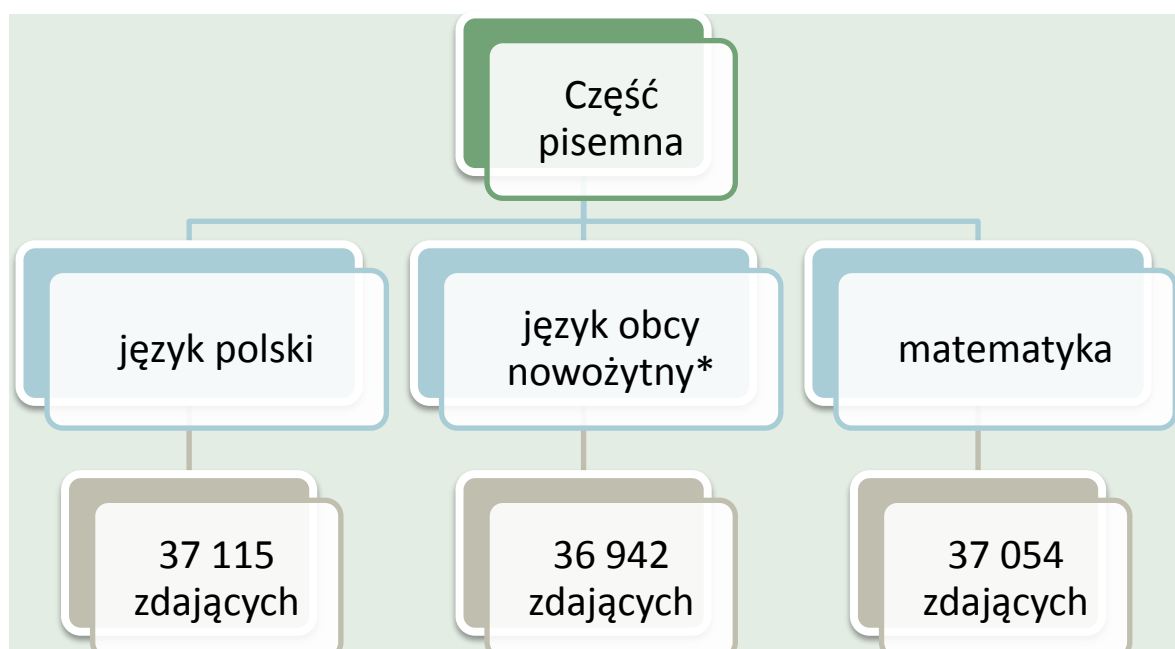 Część
pisemna
język polski
język obcy
nowożytny*
matematyka
37 115
zdających
36 942
zdających
37 054
zdających